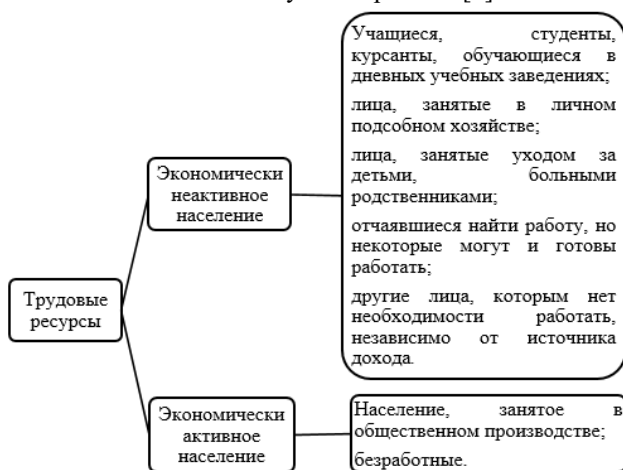 Учащиеся, студенты,
курсанты, обучающиеся в
дневных учебных заведениях;
лица, занятые в личном
подсобном хозяйстве;
лица, занятые уходом за
детьми, больными
родственниками;
отчаявшиеся найти работу, но
некоторые могут и готовы
работать;
другие лица, которым нет
необходимости работать,
независимо от источника
дохода.
Экономически
неактивное
население
Трудовые
ресурсы
Экономически
активное
население
Население, занятое в
общественном производстве;
безработные.